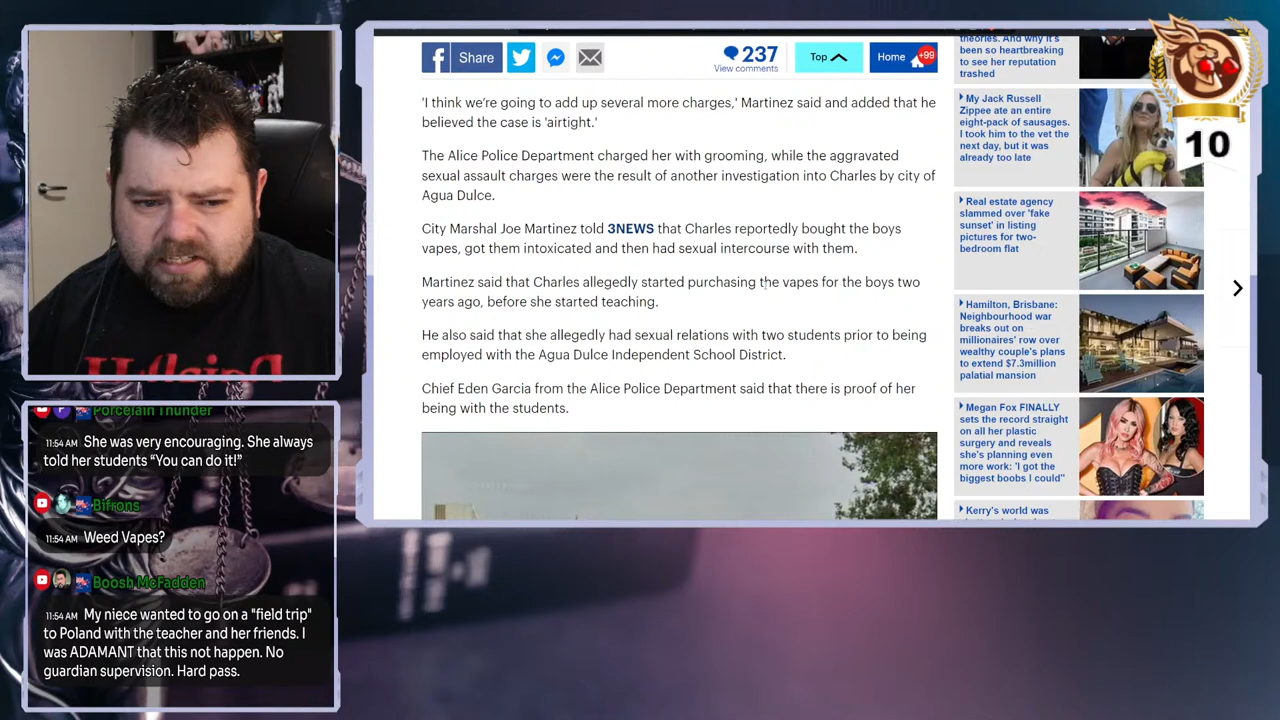 Share
237
View comments
Top
Home
+99
10
'I think we're going to add up several more charges,' Martinez said and added that he
believed the case is 'airtight.'
The Alice Police Department charged her with grooming, while the aggravated
sexual assault charges were the result of another investigation into Charles by city of
Agua Dulce.
City Marshal Joe Martinez told 3NEWS that Charles reportedly bought the boys
vapes, got them intoxicated and then had sexual intercourse with them.
Martinez said that Charles allegedly started purchasing the vapes for the boys two
years ago, before she started teaching.
He also said that she allegedly had sexual relations with two students prior to being
employed with the Agua Dulce Independent School District.
Chief Eden Garcia from the Alice Police Department said that there is proof of her
being with the students.
theories. And why it's
been so heartbreaking
to see her reputation
trashed
My Jack Russell
Zippee ate an entire
eight-pack of sausages.
I took him to the vet the
next day, but it was
already too late
Real estate agency
slammed over 'fake
sunset' in listing
pictures for two-
bedroom flat
Hamilton, Brisbane:
Neighbourhood war
breaks out on
millionaires' row over
wealthy couple's plans
to extend $7.3million
palatial mansion
Megan Fox FINALLY
sets the record straight
on all her plastic
surgery and reveals
she's planning even
more work: 'I got the
biggest boobs I could''
Kerry's world was
Porcelain Thunder
11:54 AM She was very encouraging. She always
told her students “You can do it!”
Bifrons
11:54 AM Weed Vapes?
Boosh McFadden
11:54 AM My niece wanted to go on a "field trip"
to Poland with the teacher and her friends. I
was ADAMANT that this not happen. No
guardian supervision. Hard pass.